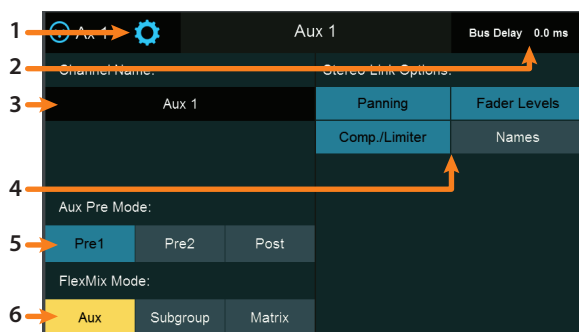 1
Ax 1
Aux 1
Bus Delay 0.0 ms
2
Channel Name:
Stereo Link Options:
3
Aux 1
Panning
Fader Levels
Comp./Limiter
Names
4
Aux Pre Mode:
5
Pre1
Pre2
Post
FlexMix Mode:
6
Aux
Subgroup
Matrix